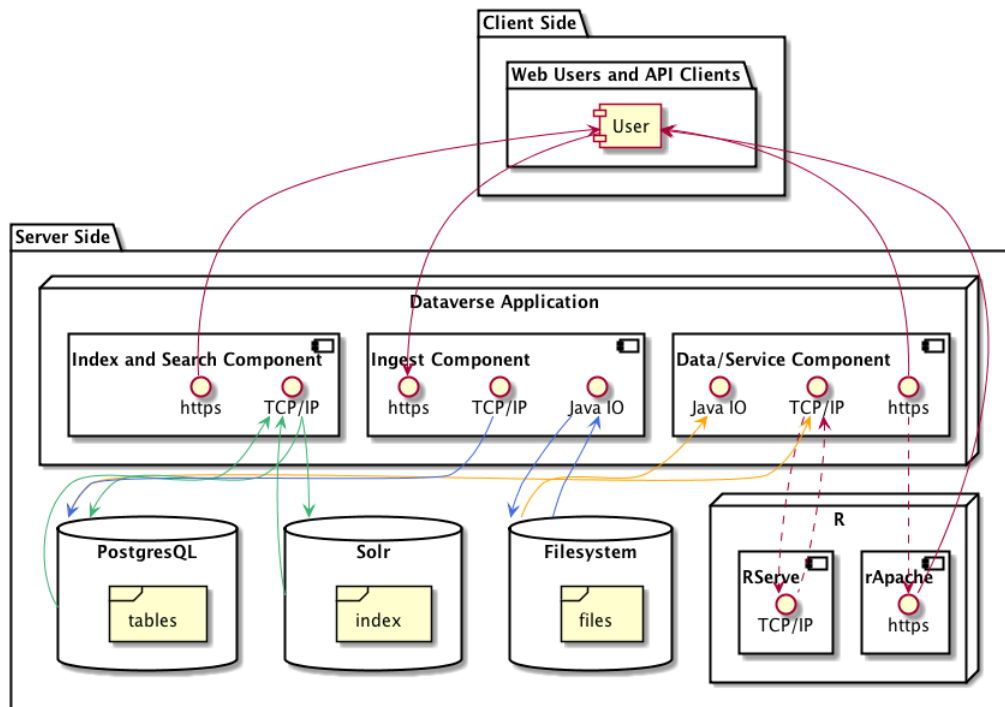 Client Side
Web Users and API Clients
User
Server Side
Dataverse Application
Index and Search Component
https
TCP/IP
Ingest Component
https
TCP/IP
Java IO
Data/Service Component
Java IO
TCP/IP
https
PostgresQL
tables
Solr
index
Filesystem
files
R
RServe
TCP/IP
rApache
https